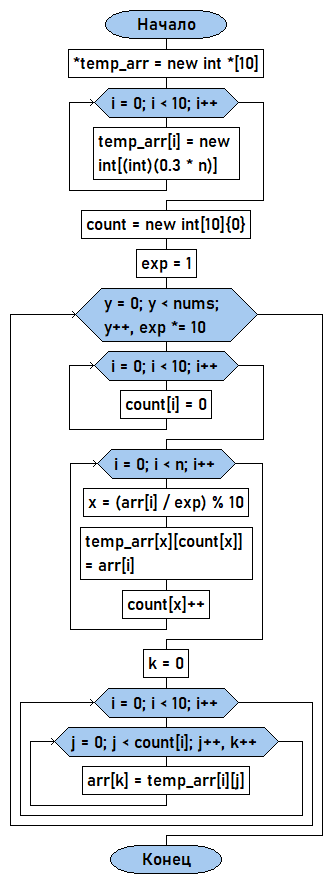 Начало
*temp_arr = new int *[10]
i = 0; i < 10; i++
temp_arr[i] = new
int[(int)(0.3 * n)]
count = new int[10]{0}
exp = 1
y = 0; y < nums;
y++, exp *= 10
i = 0; i < 10; i++
count[i] = 0
i = 0; i < n; i++
x = (arr[i] / exp) % 10
temp_arr[x][count[x]]
= arr[i]
count[x]++
k = 0
i = 0; i < 10; i++
j = 0; j < count[i]; j++, k++
arr[k] = temp_arr[i][j]
Конец